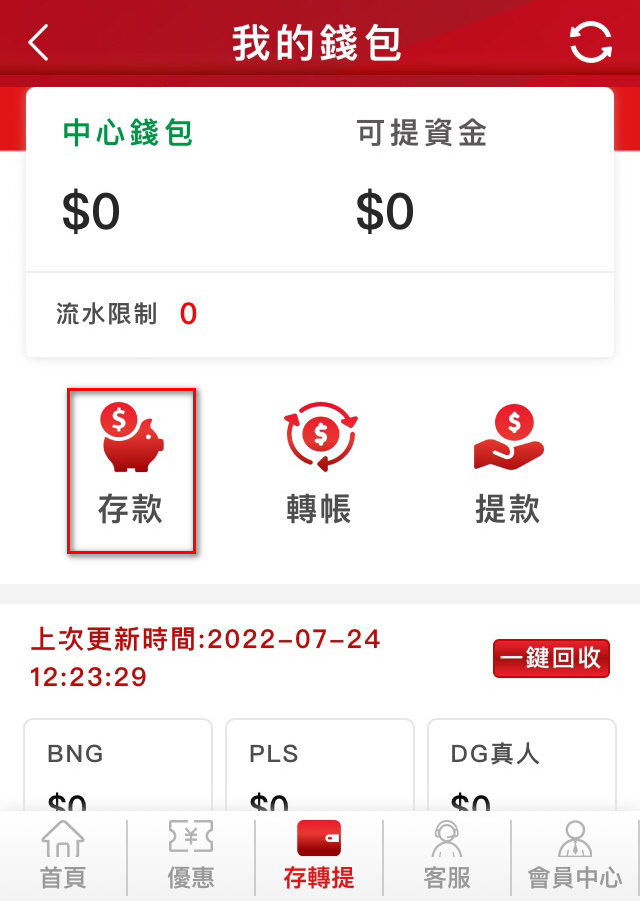 我的錢包
中心錢包 可提資金
$0 $0
流水限制 0
$ $ $
存款 轉帳 提款
上次更新時間:2022-07-24
12:23:29
一鍵回收
BNG PLS DG真人
$0 $0 $0
¥
首頁 優惠 存轉提 客服 會員中心